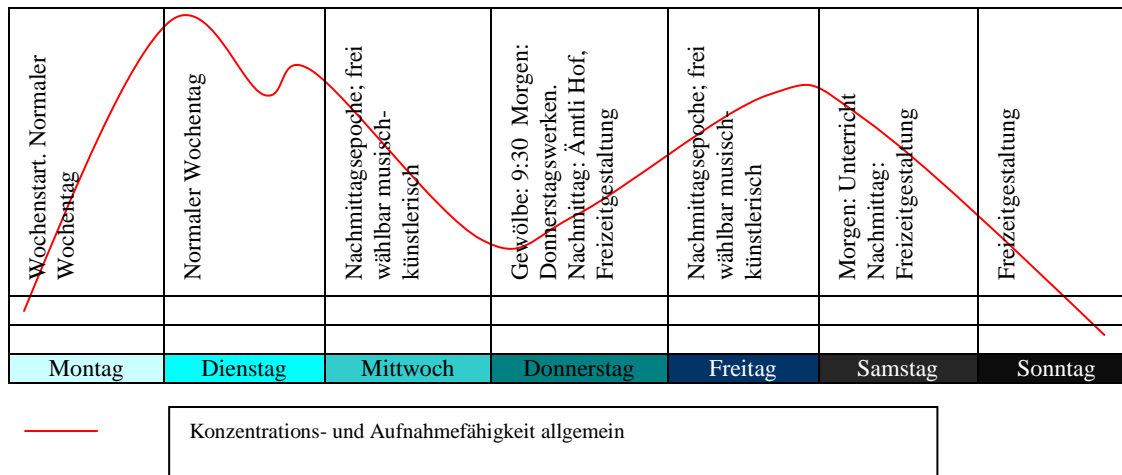 Wochenstart. Normaler
Wochentag
Normaler Wochentag
Nachmittagsepoche; frei
wählbar musisch-
künstlerisch
Gewölbe: 9:30  Morgen:
Donnerstagswerken.
Nachmittag: Ämtli Hof,
Freizeitgestaltung
Nachmittagsepoche; frei
wählbar musisch-
künstlerisch
Morgen: Unterricht
Nachmittag:
Freizeitgestaltung
Freizeitgestaltung
Montag
Dienstag
Mittwoch
Donnerstag
Freitag
Samstag
Sonntag
Konzentrations- und Aufnahmefähigkeit allgemein